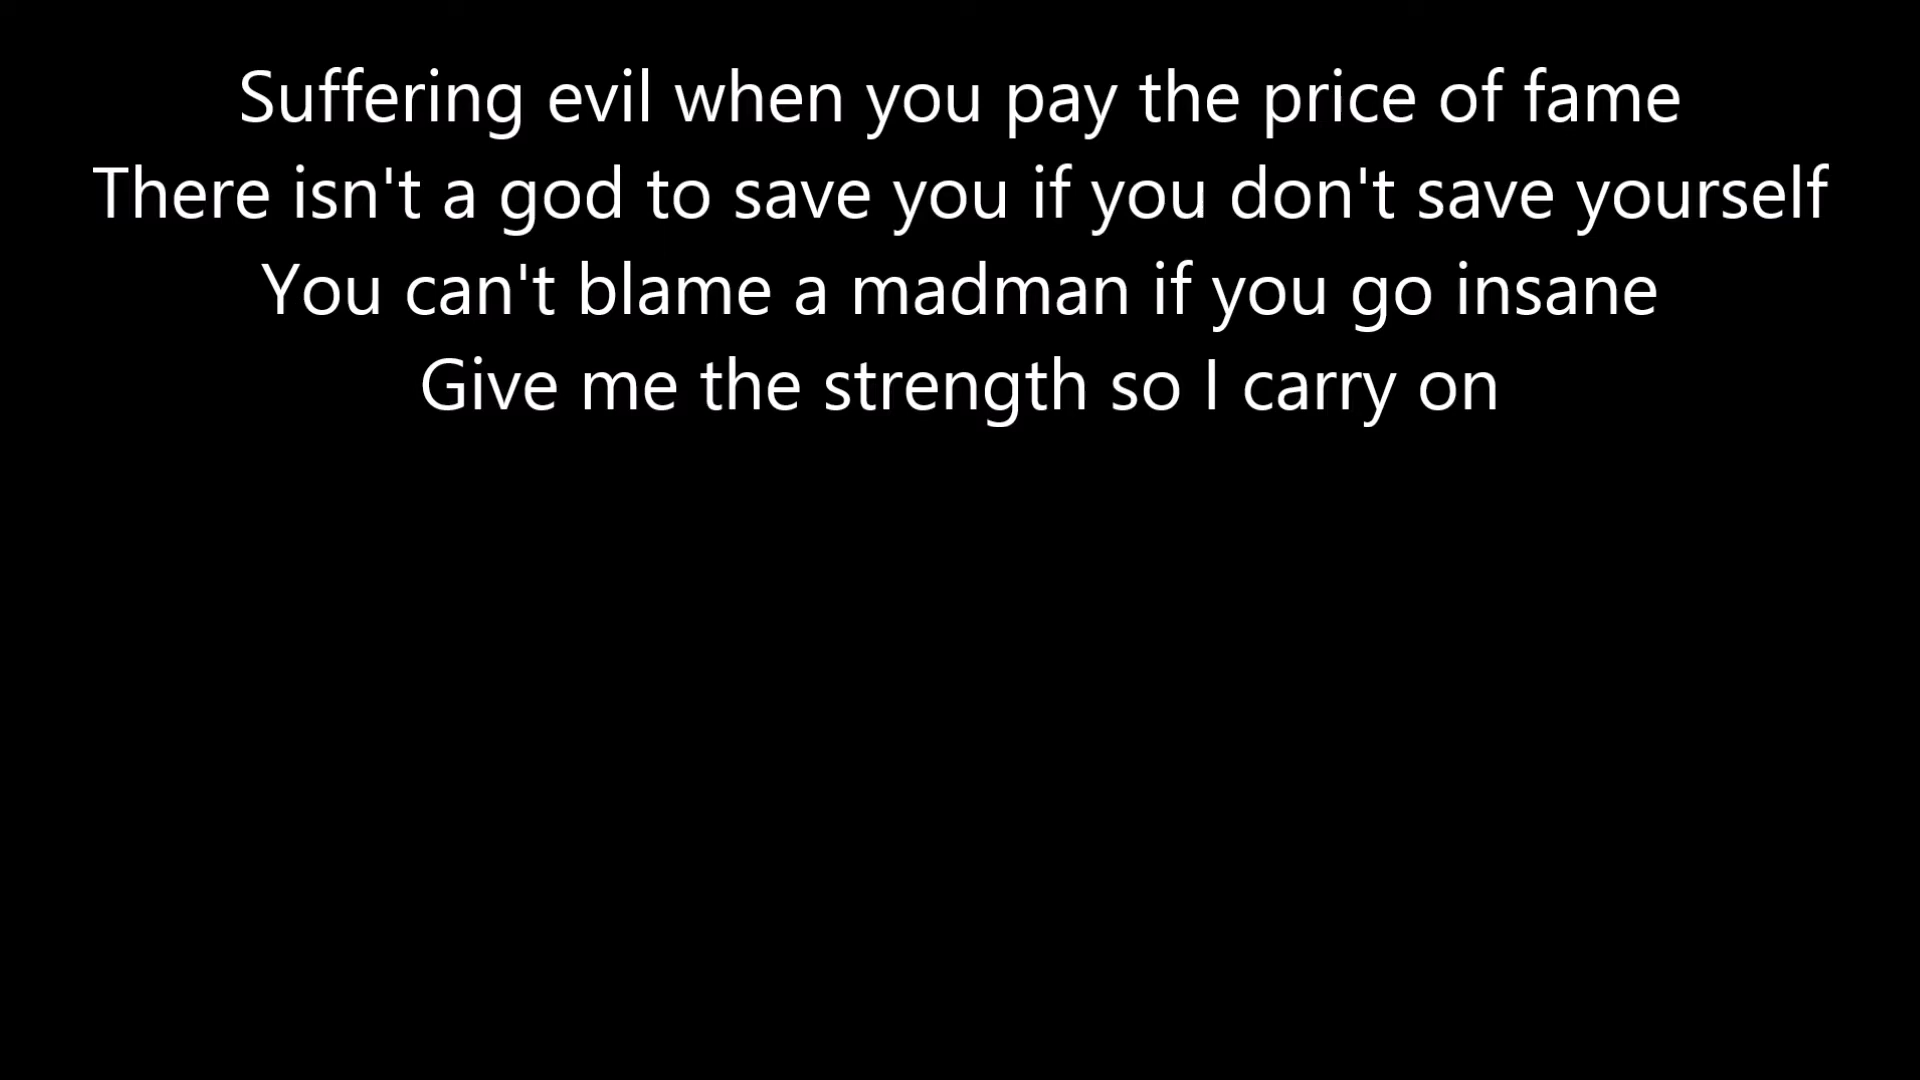 Suffering evil when you pay the price of fame
There isn't a god to save you if you don't save yourself
You can't blame a madman if you go insane
Give me the strength so I carry on